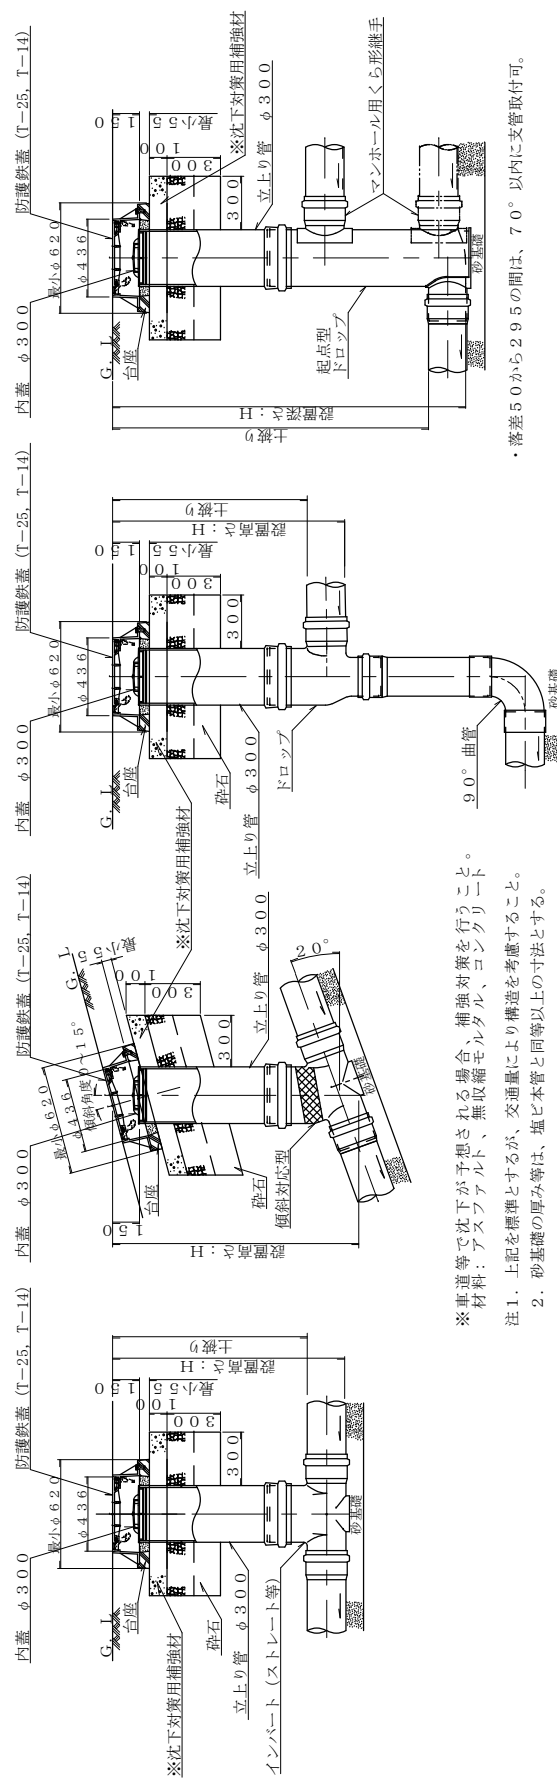 内蓋　φ３００
防護鉄蓋（T－25，T－14）
最小φ６２０
φ４３６
G．L
台座
１５０
最小５５
１００
３００
３００
土被り
設置高さ：H
※沈下対策用補強材
砕石
立上り管　φ３００
インバート（ストレート等）
砂基礎
内蓋　φ３００
防護鉄蓋（T－25，T－14）
最小φ６２０
φ４３６
傾斜角度０～１５°
G．L
最小５５
台座
１５０
１００
３００
３００
設置高さ：H
※沈下対策用補強材
砕石
立上り管　φ３００
傾斜対応型
２０°
砂基礎
内蓋　φ３００
防護鉄蓋（T－25，T－14）
最小φ６２０
φ４３６
G．L
台座
１５０
最小５５
１００
３００
３００
土被り
設置高さ：H
砕石
立上り管　φ３００
ドロップ
９０°曲管
砂基礎
内蓋　φ３００
防護鉄蓋（T－25，T－14）
最小φ６２０
φ４３６
G．L
台座
１５０
最小５５
１００
３００
３００
※沈下対策用補強材
立上り管　φ３００
マンホール用くら形継手
起点型
ドロップ
土被り
設置深さ：H
砂基礎
・落差５０から２９５の間は、７０°以内に支管取付可。
※車道等で沈下が予想される場合、補強対策を行うこと。
材料：アスファルト、無収縮モルタル、コンクリート
注１．上記を標準とするが、交通量により構造を考慮すること。
２．砂基礎の厚み等は、塩ビ本管と同等以上の寸法とする。